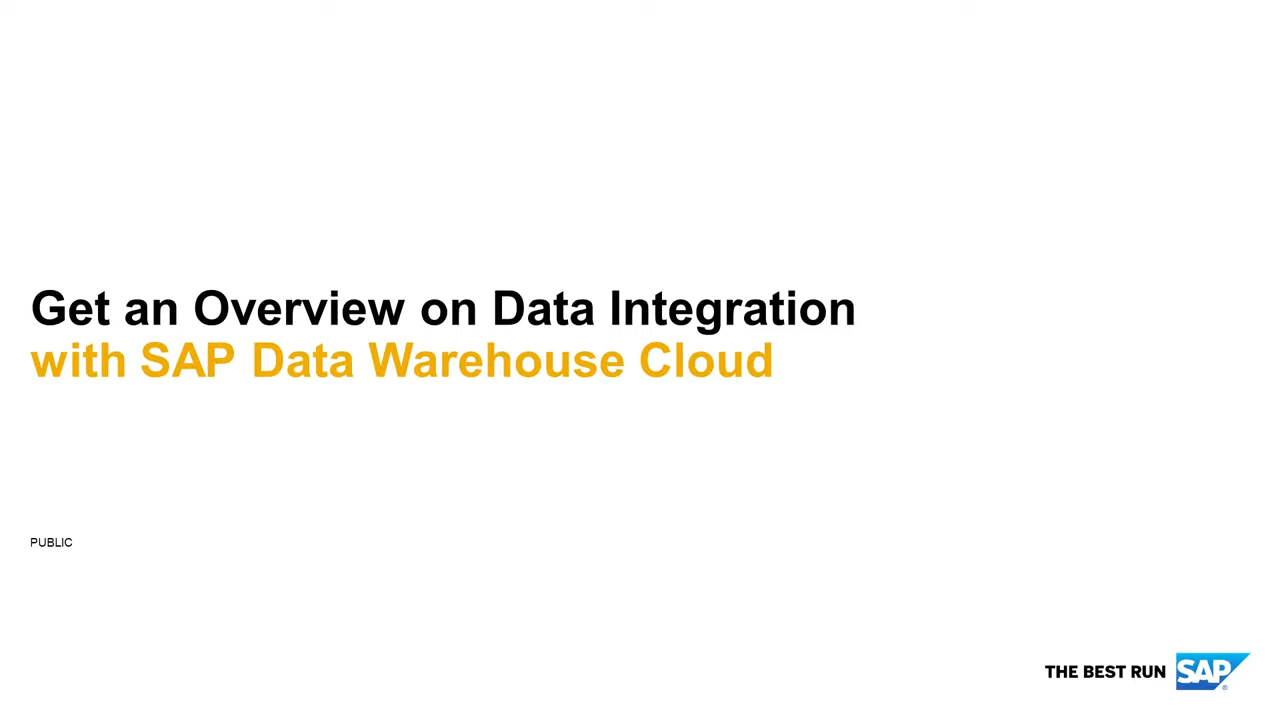 Get an Overview on Data Integration
with SAP Data Warehouse Cloud
PUBLIC
THE BEST RUN SAP®